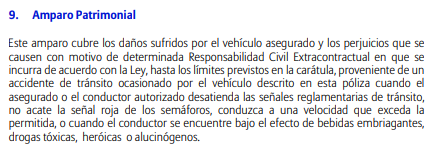 9. Amparo Patrimonial
Este amparo cubre los daños sufridos por el vehículo asegurado y los perjuicios que se
causen con motivo de determinada Responsabilidad Civil Extracontractual en que se
incurra de acuerdo con la Ley, hasta los límites previstos en la carátula, proveniente de un
accidente de tránsito ocasionado por el vehículo descrito en esta póliza cuando el
asegurado o el conductor autorizado desatienda las señales reglamentarias de tránsito,
no acate la señal roja de los semáforos, conduzca a una velocidad que exceda la
permitida, o cuando el conductor se encuentre bajo el efecto de bebidas embriagantes,
drogas tóxicas, heróicas o alucinógenos.